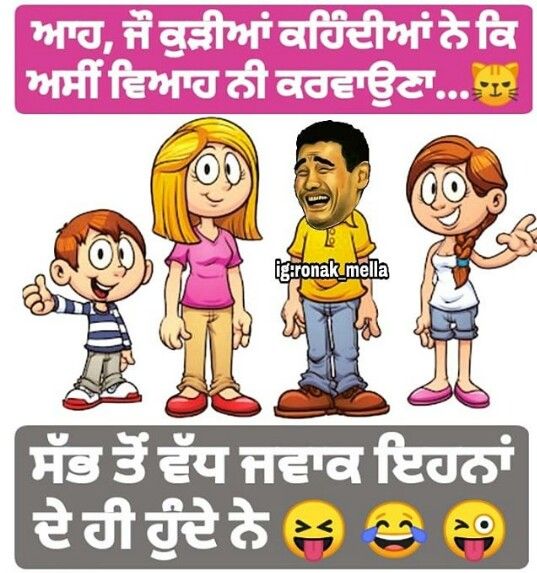 ਆਹ, ਜੌ ਕੁੜੀਆਂ ਕਹਿੰਦੀਆਂ ਨੇ ਕਿ
ਅਸੀਂ ਵਿਆਹ ਨੀ ਕਰਵਾਉਣਾ...😼
ig:ronak_mella
ਸੱਭ ਤੋਂ ਵੱਧ ਜਵਾਕ ਇਹਨਾਂ
ਦੇ ਹੀ ਹੁੰਦੇ ਨੇ 😝 😂 😜